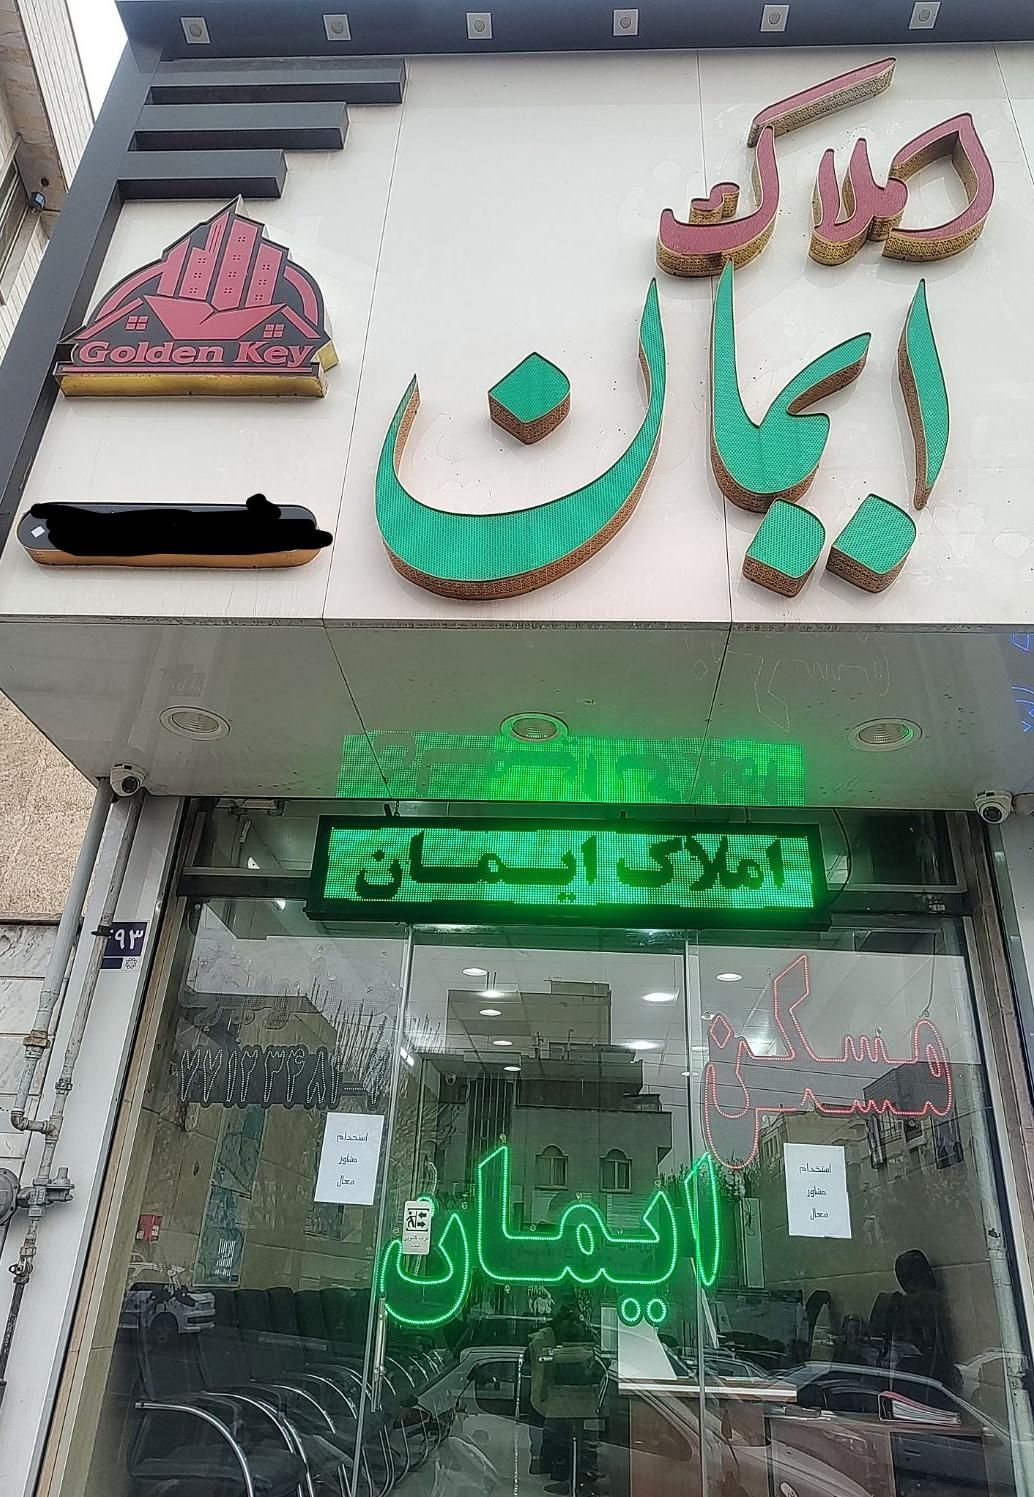 املاک
ایمان
Golden Key
املاک ایمان
۹۳
مسکن
ایمان
استخدام
مشاور
فعال
استخدام
مشاور
فعال